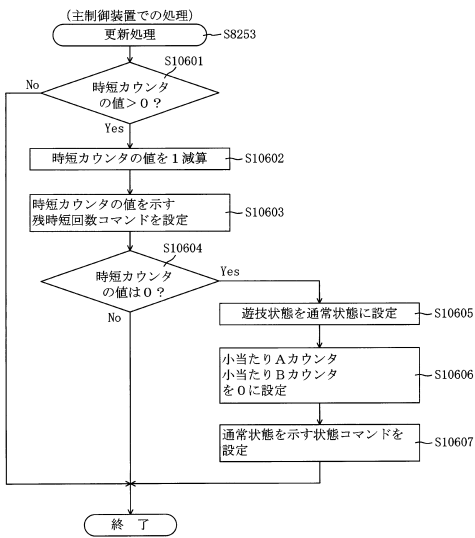 (主制御装置での処理)
更新処理
S8253
S10601
No
時短カウンタ
の値>0?
Yes
時短カウンタの値を1減算
S10602
時短カウンタの値を示す
残時短回数コマンドを設定
S10603
S10604
時短カウンタ
の値は0?
Yes
No
遊技状態を通常状態に設定
S10605
小当たりAカウンタ
小当たりBカウンタ
を0に設定
S10606
通常状態を示す状態コマンドを
設定
S10607
終 了